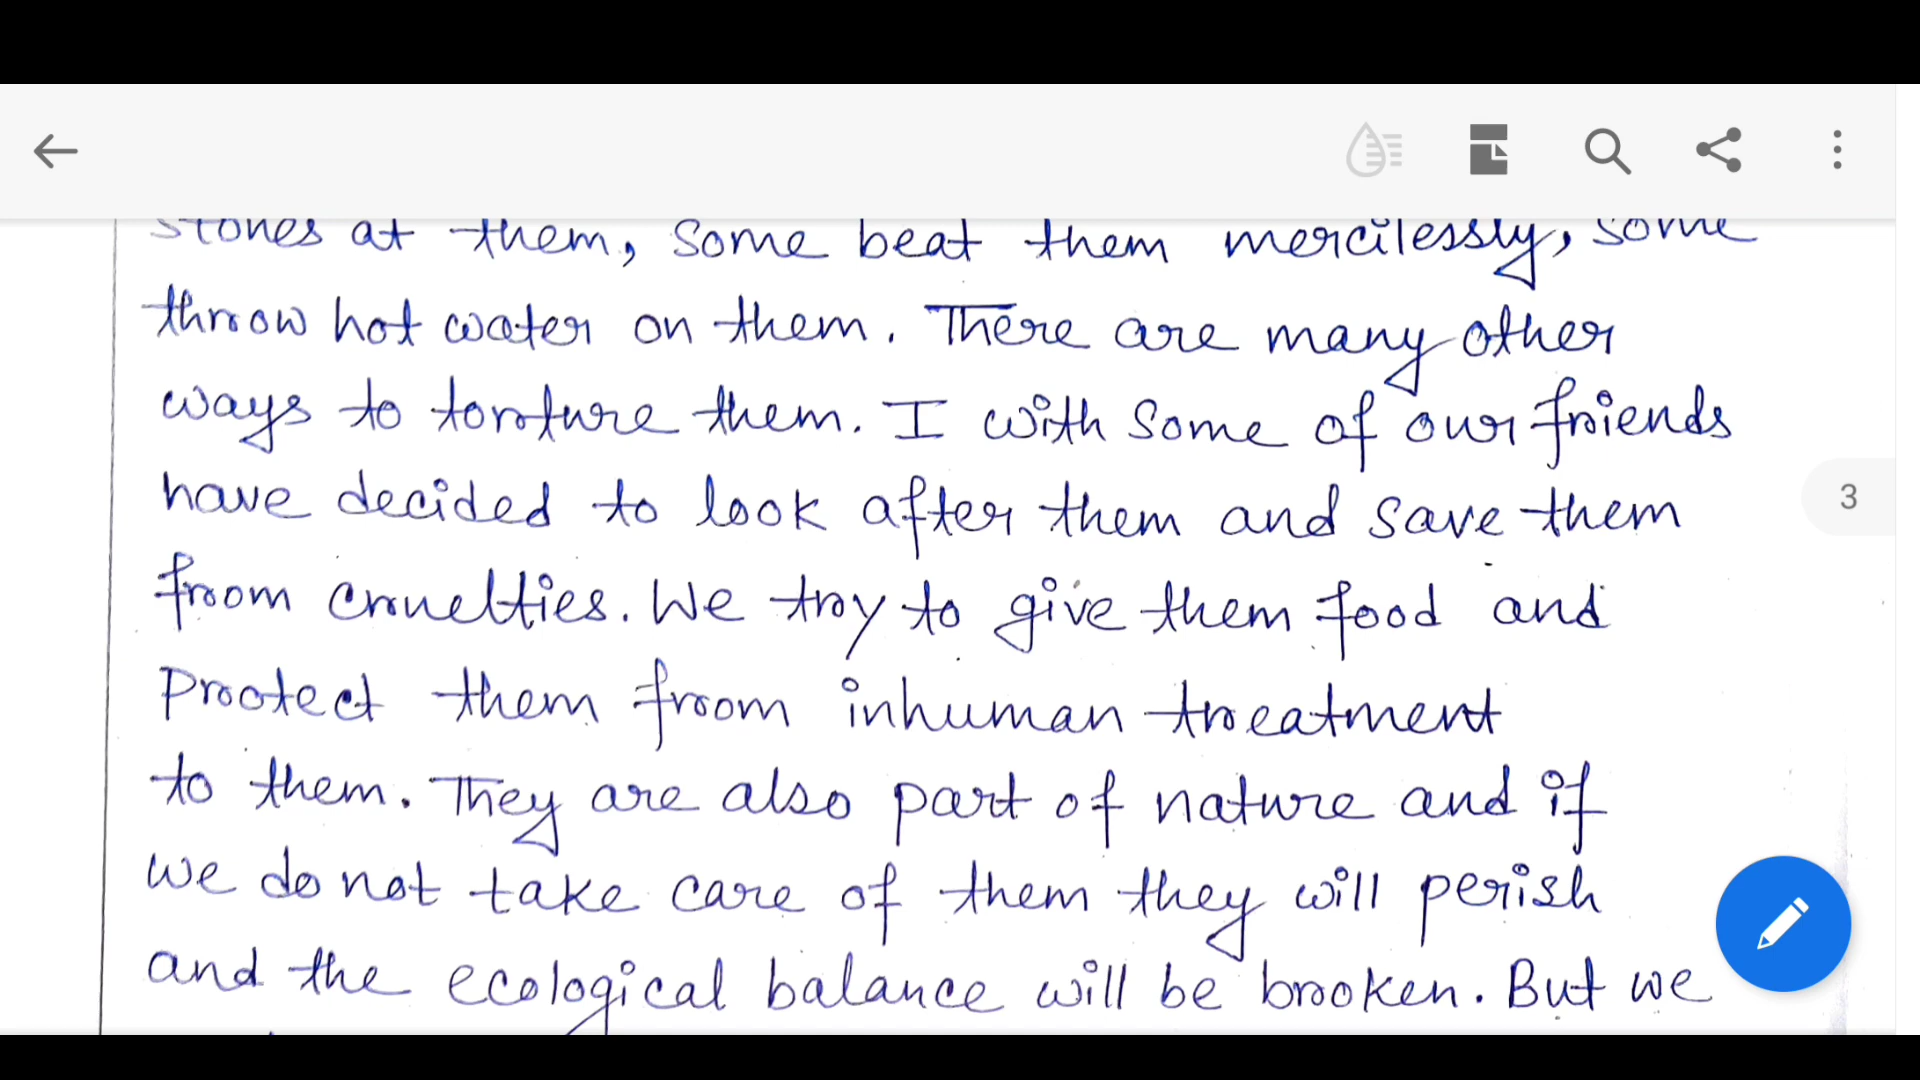 stones at them, some beat them mercilessly, some
throw hot water on them. There are many other
ways to torture them. I with some of our friends
have decided to look after them and save them
3
from cruelties. We try to give them food and
Protect them from inhuman treatment
to them. They are also part of nature and if
we do not take care of them they will perish
and the ecological balance will be broken. But we